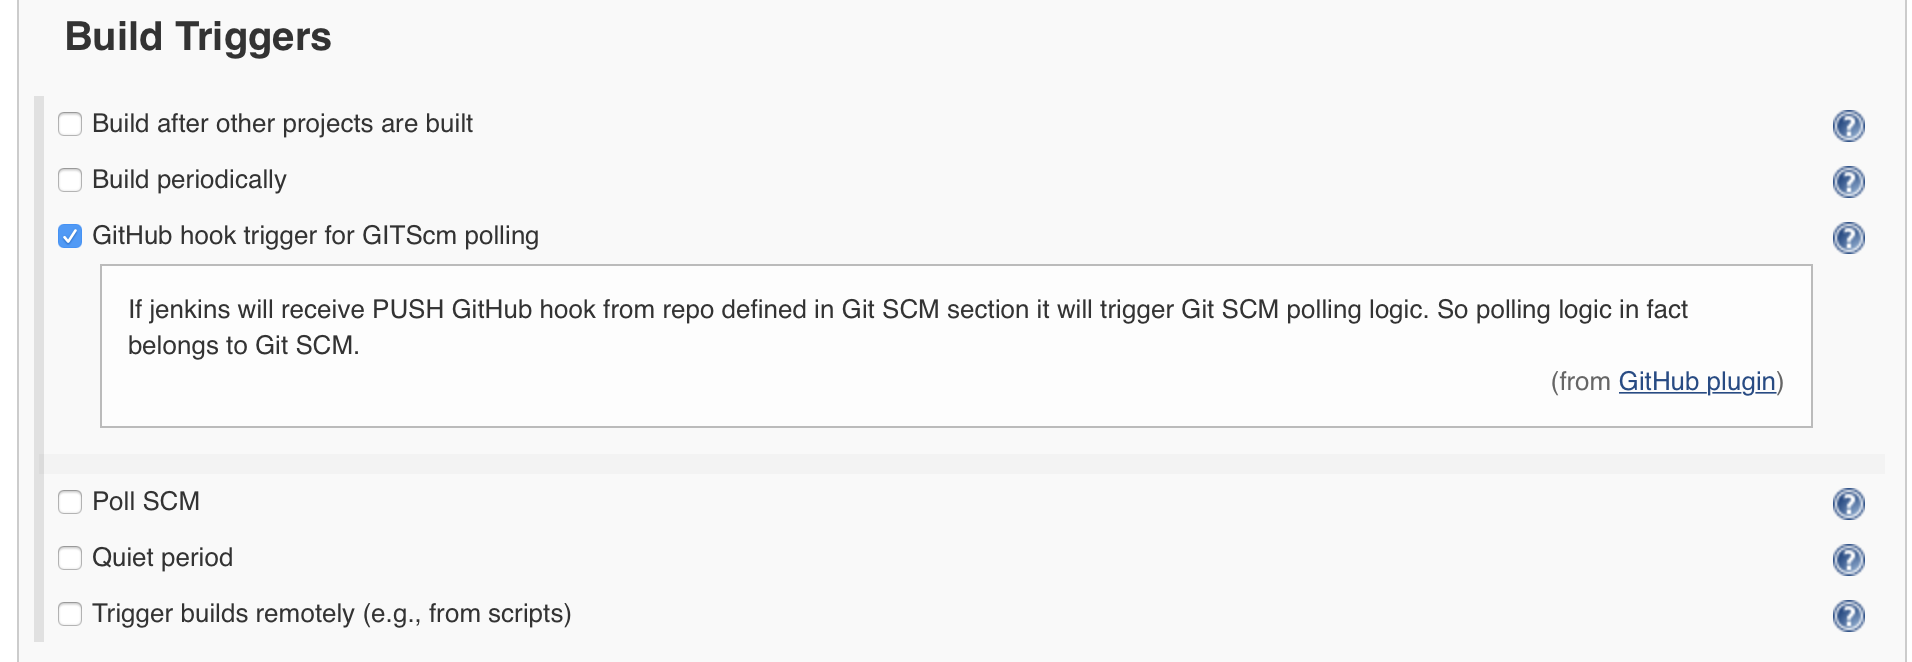 Build Triggers
Build after other projects are built
Build periodically
GitHub hook trigger for GITScm polling
If jenkins will receive PUSH GitHub hook from repo defined in Git SCM section it will trigger Git SCM polling logic. So polling logic in fact
belongs to Git SCM.
(from GitHub plugin)
Poll SCM
Quiet period
Trigger builds remotely (e.g., from scripts)